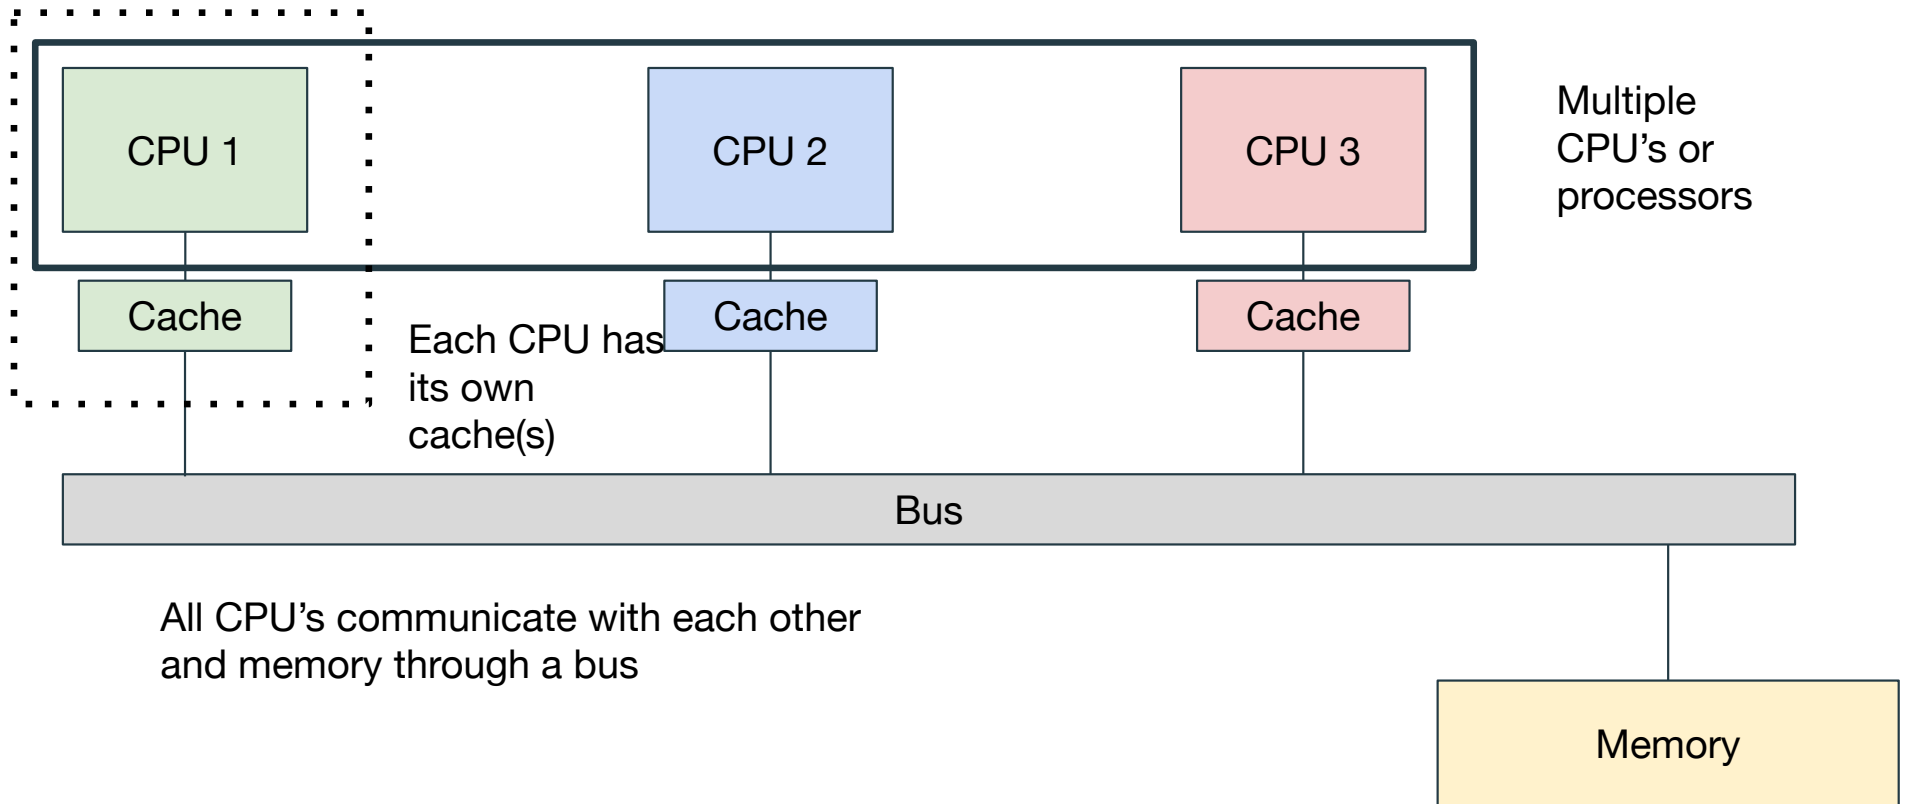 CPU 1
CPU 2
CPU 3
Multiple
CPU’s or
processors
Cache
Cache
Cache
Each CPU has
its own
cache(s)
Bus
All CPU’s communicate with each other
and memory through a bus
Memory